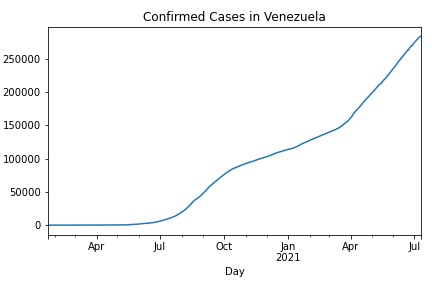 Confirmed Cases in Venezuela
250000
200000
150000
100000
50000
0
Apr Jul Oct Jan Apr Jul
2021
Day